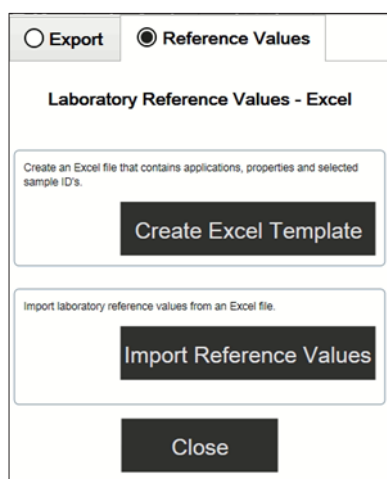 Export
Reference Values
Laboratory Reference Values - Excel
Create an Excel file that contains applications, properties and selected
sample ID's.
Create Excel Template
Import laboratory reference values from an Excel file.
Import Reference Values
Close